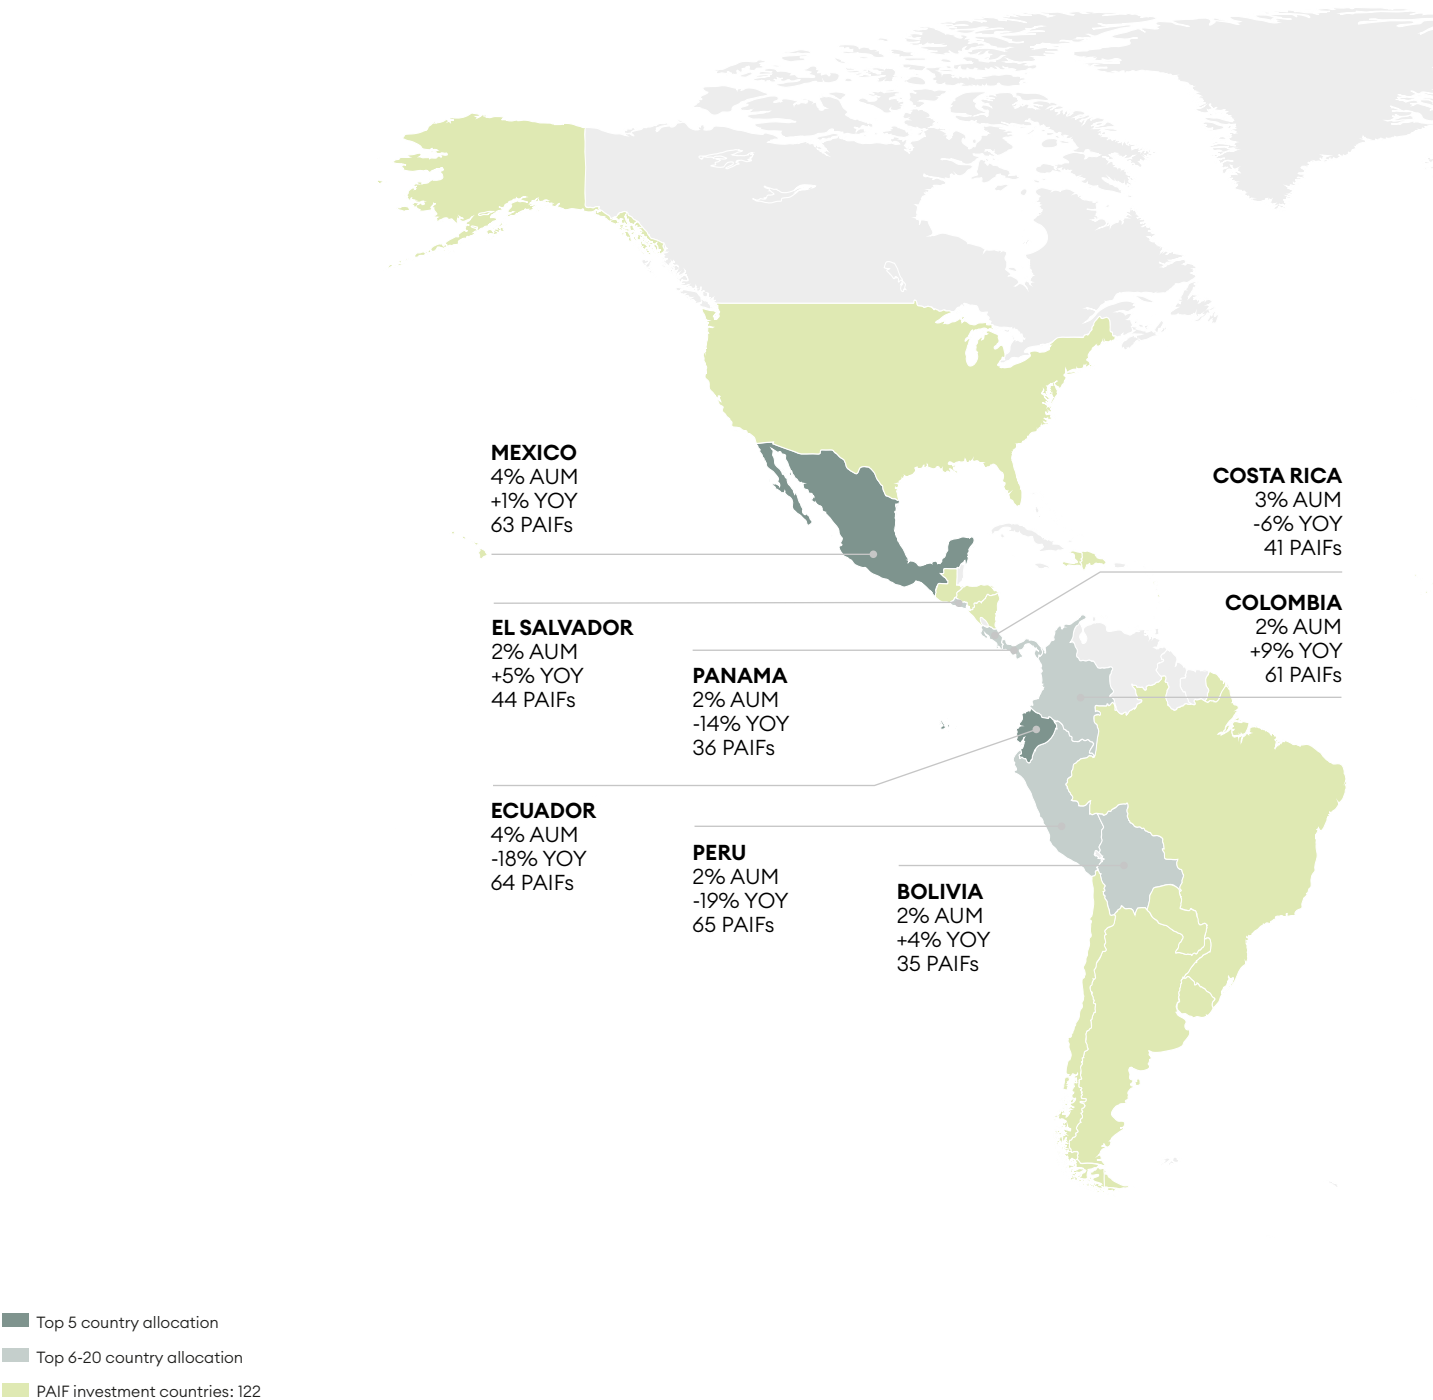 MEXICO
4% AUM
+1% YOY
63 PAIFs
COSTA RICA
3% AUM
-6% YOY
41 PAIFs
COLOMBIA
2% AUM
+9% YOY
61 PAIFs
EL SALVADOR
2% AUM
+5% YOY
44 PAIFs
PANAMA
2% AUM
-14% YOY
36 PAIFs
ECUADOR
4% AUM
-18% YOY
64 PAIFs
PERU
2% AUM
-19% YOY
65 PAIFs
BOLIVIA
2% AUM
+4% YOY
35 PAIFs
Top 5 country allocation
Top 6-20 country allocation
PAIF investment countries: 122